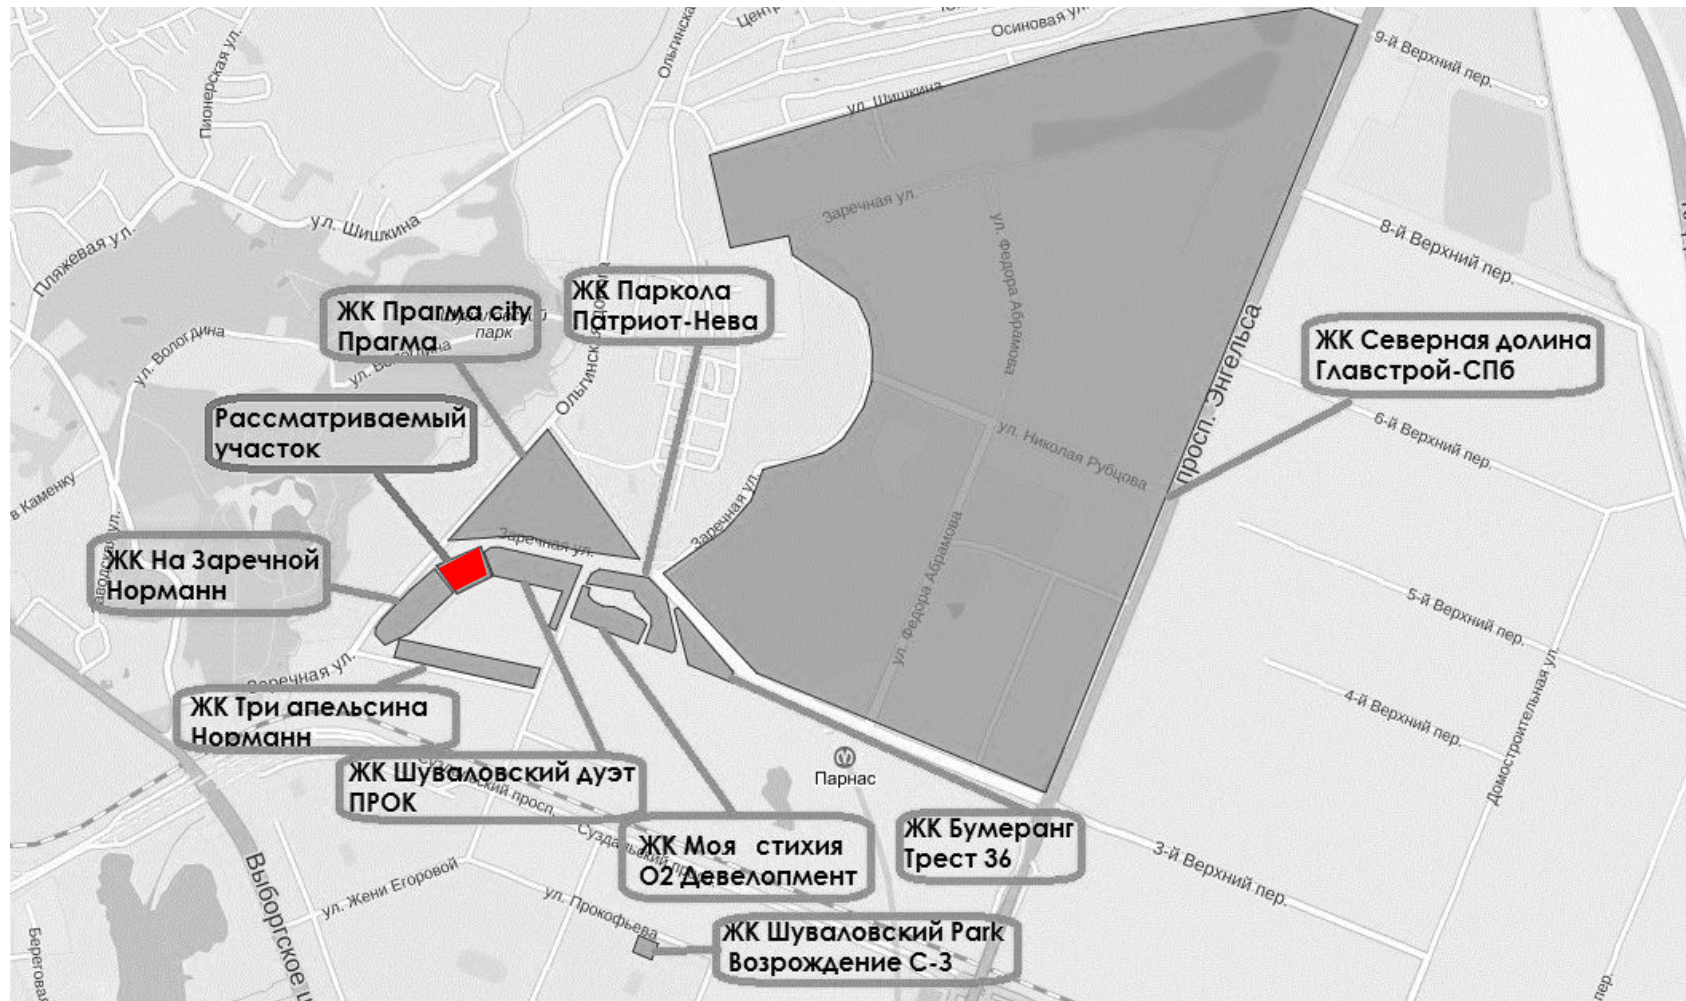 Пионерская ул.
Ольгинска
Осиновая ул.
9-й Верхний пер.
ул. Шишкина
Заречная ул.
ул. Федора Абрамова
8-й Верхний пер.
ул. Шишкина
Пляжевая ул.
ЖК Прагма city
Прагма
парк
ЖК Паркола
Патриот-Нева
ЖК Северная долина
Главстрой-СПб
ул. Вологдина
просп. Энгельса
Рассматриваемый
участок
6-й Верхний пер.
ул. Николая Рубцова
в Каменку
Заречная ул.
Заречная ул.
ул. Федора Абрамова
ЖК На Заречной
Норманн
5-й Верхний пер.
Заречная ул.
4-й Верхний пер.
Домостроительная ул.
ЖК Три апельсина
Норманн
ЖК Шуваловский дуэт
ПРОК
Суздальский просп.
Парнас
ЖК Моя стихия
О2 Девелопмент
ЖК Бумеранг
Трест 36
3-й Верхний пер.
Выборгское ш
ул. Жени Егоровой
ул. Прокофьева
ЖК Шуваловский Park
Возрождение С-3
Береговая
пер.